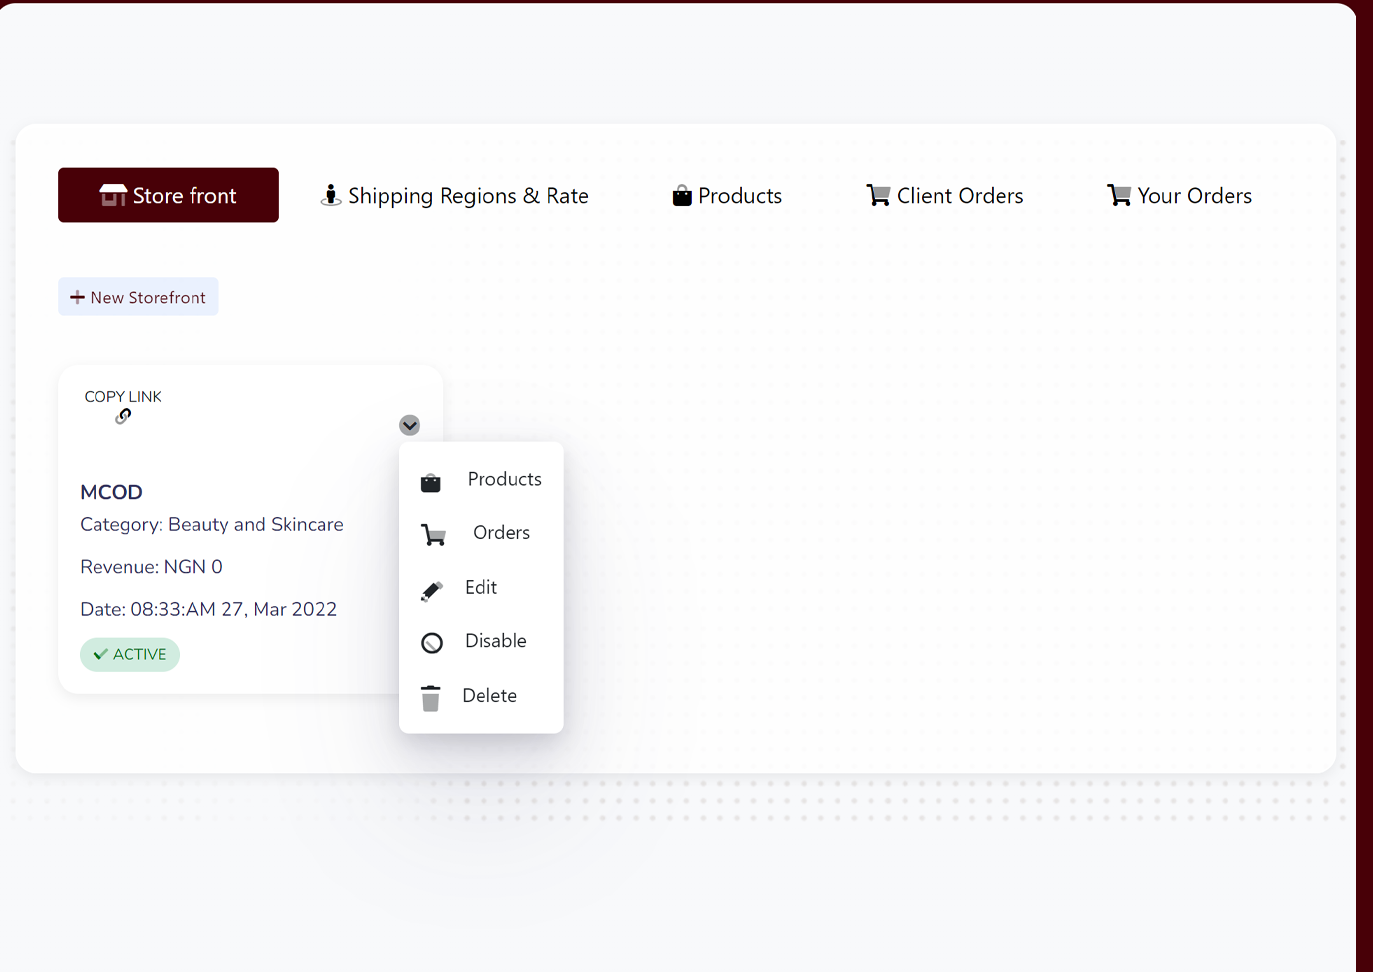 Store front
Shipping Regions & Rate
Products
Client Orders
Your Orders
New Storefront
COPY LINK
MCOD
Category: Beauty and Skincare
Revenue: NGN 0
Date: 08:33:AM 27, Mar 2022
ACTIVE
Products
Orders
Edit
Disable
Delete